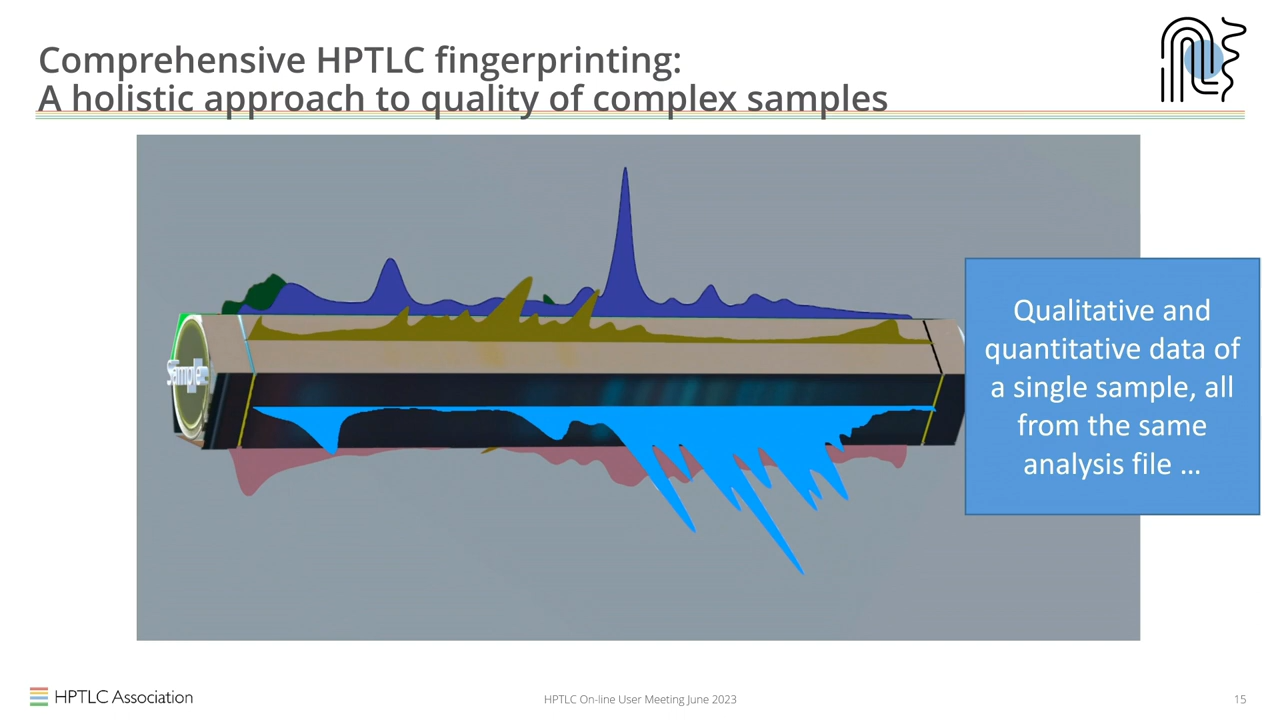 Comprehensive HPTLC fingerprinting:
A holistic approach to quality of complex samples
Sample
Qualitative and
quantitative data of
a single sample, all
from the same
analysis file ...
HPTLC Association
HPTLC On-line User Meeting June 2023
15